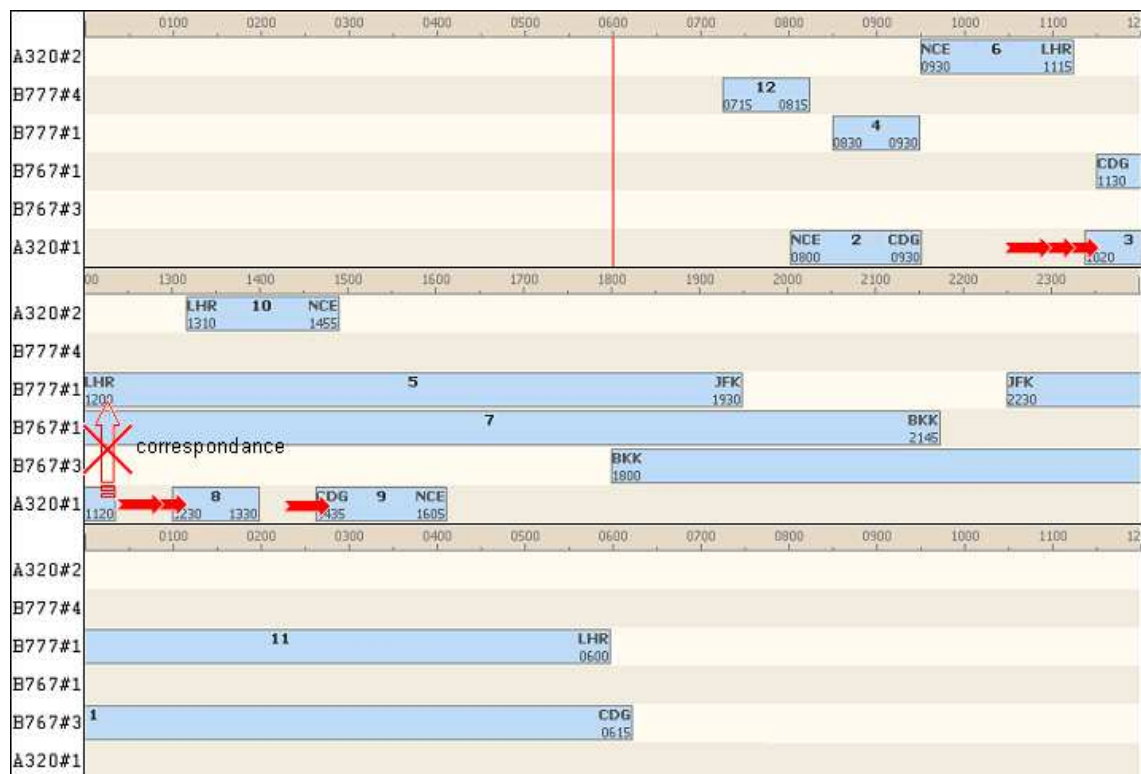 0100 0200 0300 0400 0500 0600 0700 0800 0900 1000 1100 12
A320#2 NCE 6 LHR
0930 1115
B777#4 12
0715 0815
B777#1 4
0830 0930
B767#1 CDG
1130
B767#3
A320#1 NCE 2 CDG 3
0800 0930 1020
00 1300 1400 1500 1600 1700 1800 1900 2000 2100 2200 2300
A320#2 LHR 10 NCE
1310 1455
B777#4
B777#1 LHR 5 JFK JFK
1200 1930 2230
B767#1 7 BKK
2145
correspondance
B767#3 BKK
1800
A320#1 8 CDG 9 NCE
1120 1230 1330 1435 1605
0100 0200 0300 0400 0500 0600 0700 0800 0900 1000 1100 12
A320#2
B777#4
B777#1 11 LHR
0600
B767#1
B767#3 1 CDG
0615
A320#1